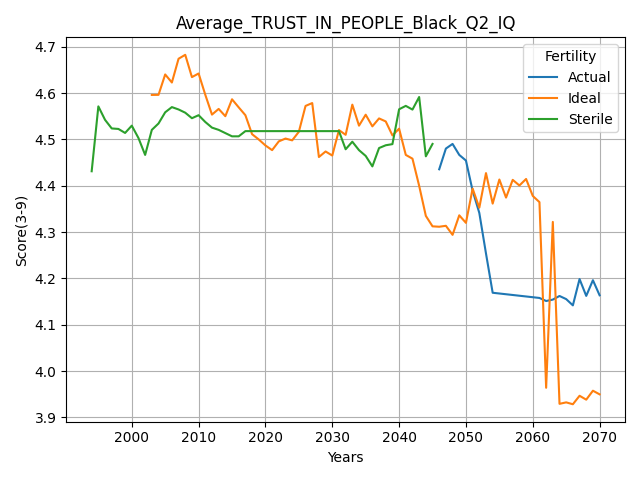 Average_TRUST_IN_PEOPLE_Black_Q2_IQ
Fertility
Actual
Ideal
Sterile
Score(3-9)
4.7
4.6
4.5
4.4
4.3
4.2
4.1
4.0
3.9
2000 2010 2020 2030 2040 2050 2060 2070
Years